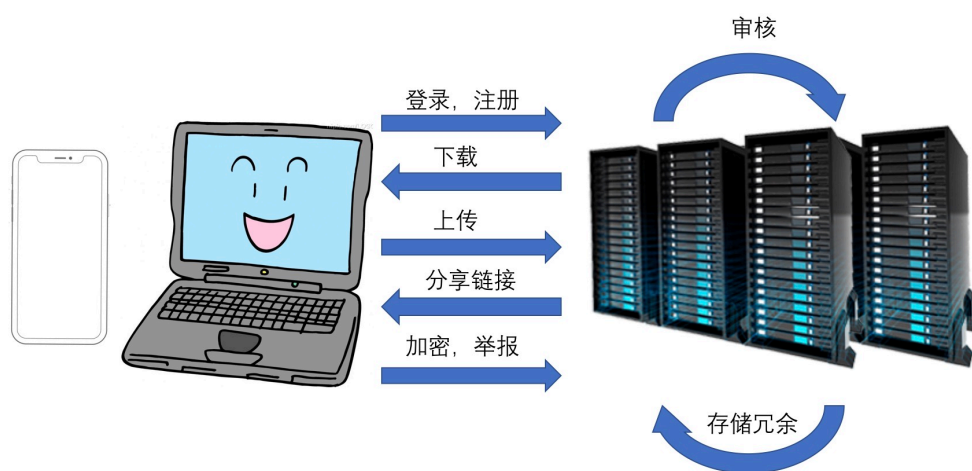 审核
登录，注册
下载
上传
分享链接
加密，举报
存储冗余